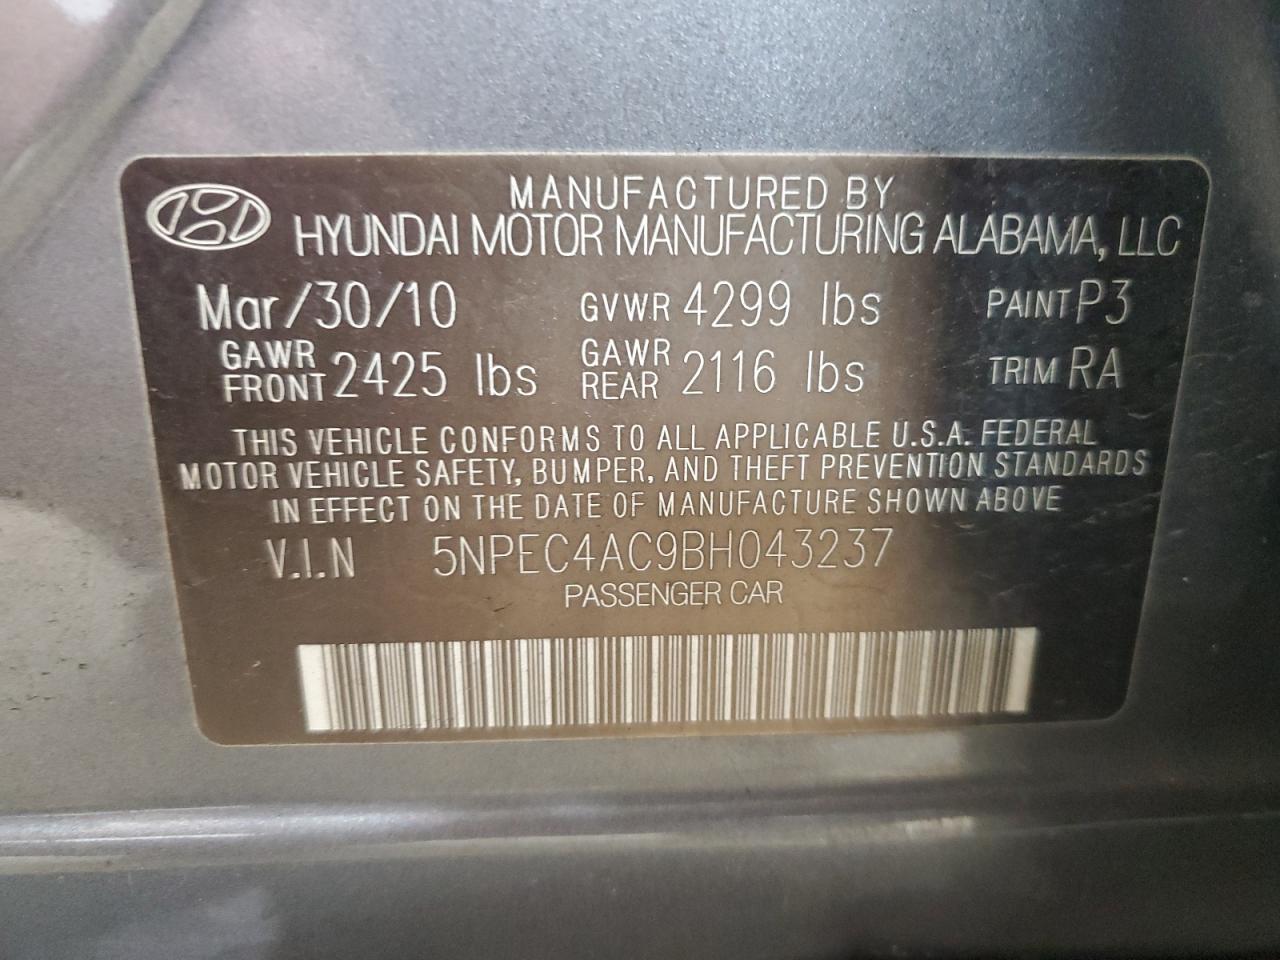 MANUFACTURED BY
HYUNDAI MOTOR MANUFACTURING ALABAMA, LLC
Mar/30/10 GVWR 4299 lbs PAINT P3
GAWR FRONT 2425 lbs GAWR REAR 2116 lbs TRIM RA
THIS VEHICLE CONFORMS TO ALL APPLICABLE U.S.A. FEDERAL
MOTOR VEHICLE SAFETY, BUMPER, AND THEFT PREVENTION STANDARDS
IN EFFECT ON THE DATE OF MANUFACTURE SHOWN ABOVE
V.I.N 5NPEC4AC9BH043237
PASSENGER CAR